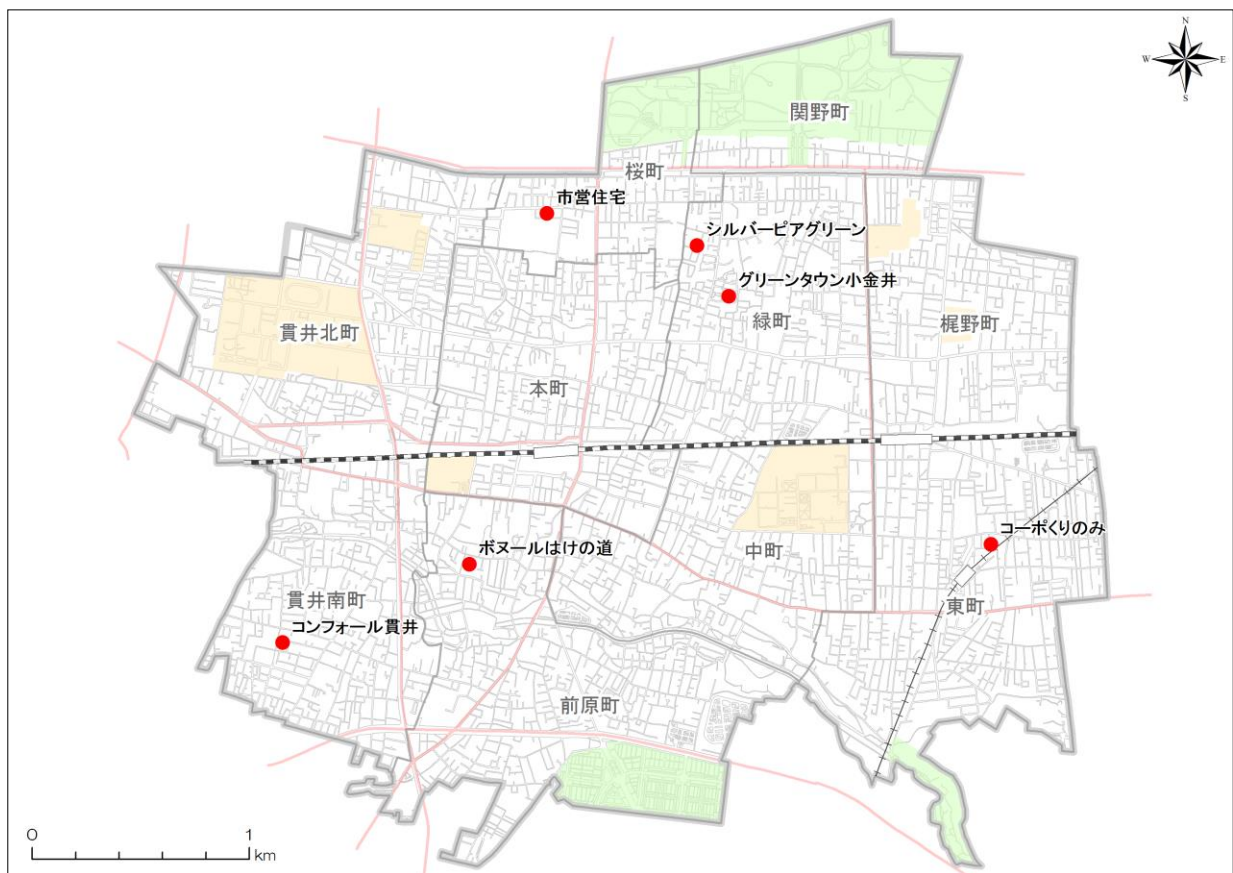 N
W
E
S
関野町
桜町
市営住宅
シルバーピアグリーン
グリーンタウン小金井
貫井北町
緑町
梶野町
本町
コーポくりのみ
ボヌールはけの道
中町
貫井南町
東町
コンフォール貫井
前原町
0
1
km